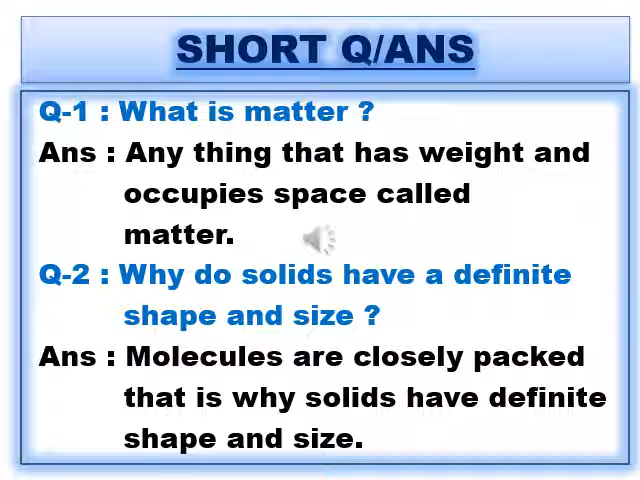 SHORT Q/ANS
Q-1 : What is matter ?
Ans : Any thing that has weight and
occupies space called
matter.
Q-2 : Why do solids have a definite
shape and size ?
Ans : Molecules are closely packed
that is why solids have definite
shape and size.